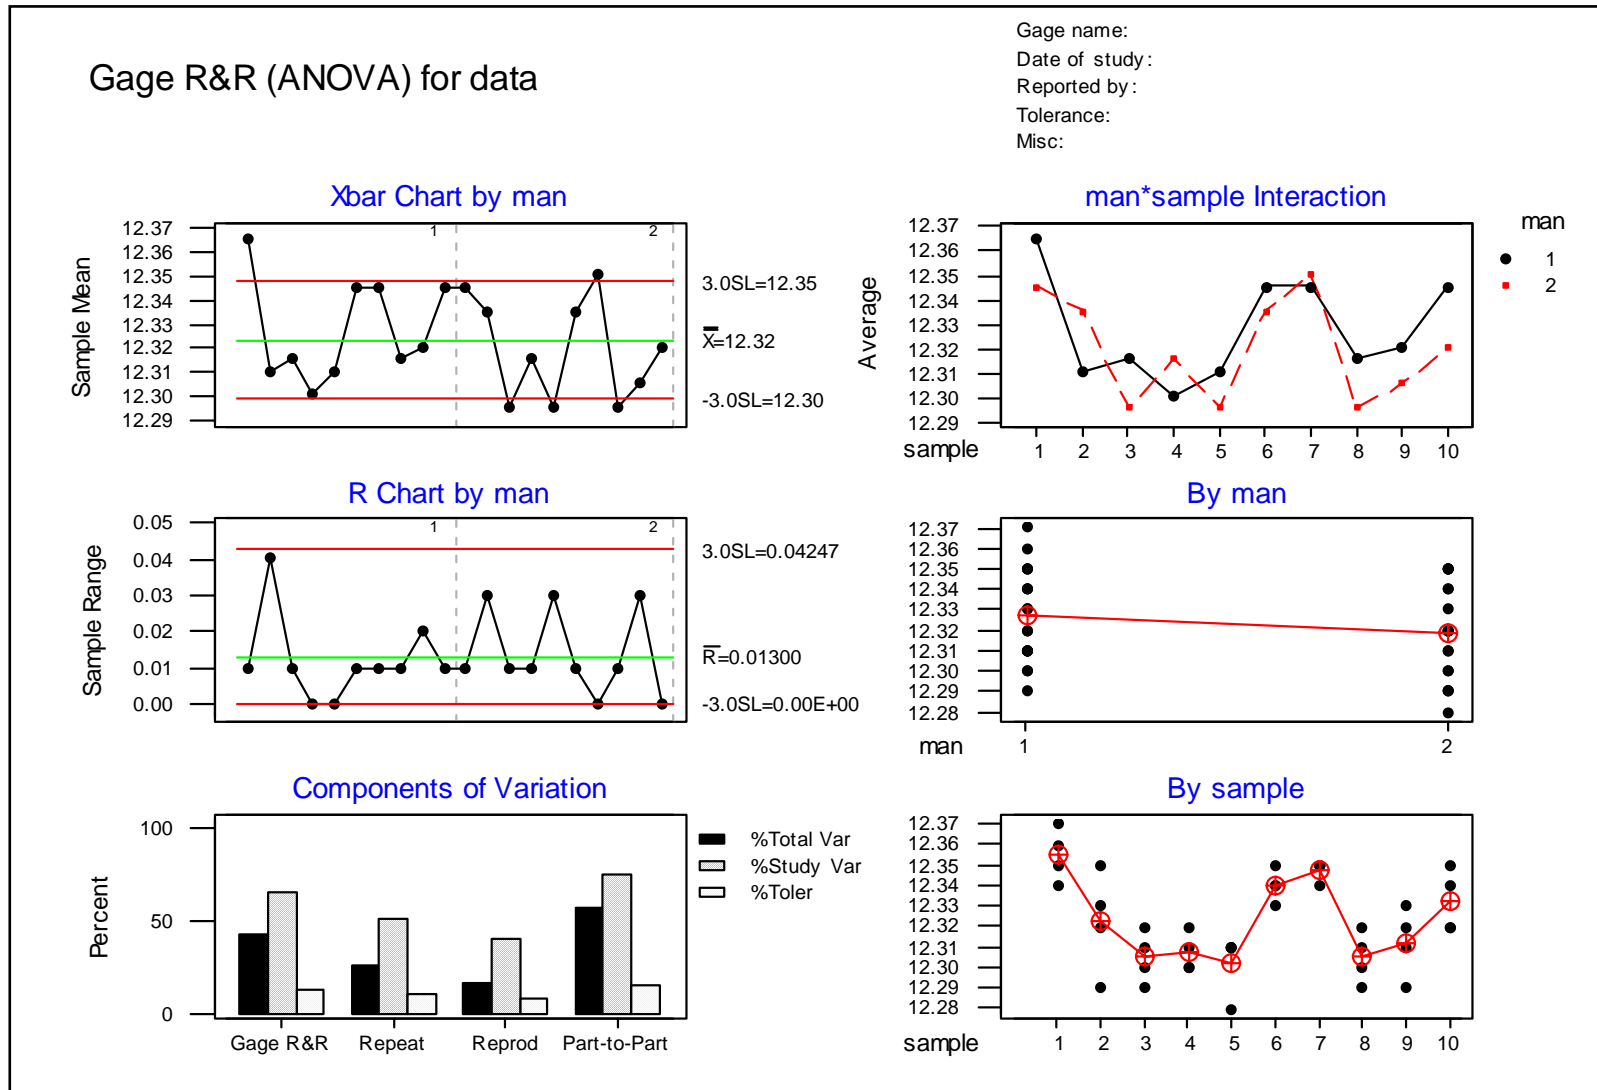 Gage R&R (ANOVA) for data
Gage name:
Date of study:
Reported by:
Tolerance:
Misc:
Xbar Chart by man
Sample Mean
12.37
12.36
12.35
12.34
12.33
12.32
12.31
12.30
12.29
1
2
3.0SL=12.35
X=12.32
-3.0SL=12.30
man*sample Interaction
Average
12.37
12.36
12.35
12.34
12.33
12.32
12.31
12.30
12.29
sample
1 2 3 4 5 6 7 8 9 10
man
1
2
R Chart by man
Sample Range
0.05
0.04
0.03
0.02
0.01
0.00
1
2
3.0SL=0.04247
R=0.01300
-3.0SL=0.00E+00
By man
12.37
12.36
12.35
12.34
12.33
12.32
12.31
12.30
12.29
12.28
man
1 2
Components of Variation
Percent
100
50
0
Gage R&R Repeat Reprod Part-to-Part
%Total Var
%Study Var
%Toler
By sample
12.37
12.36
12.35
12.34
12.33
12.32
12.31
12.30
12.29
12.28
sample
1 2 3 4 5 6 7 8 9 10